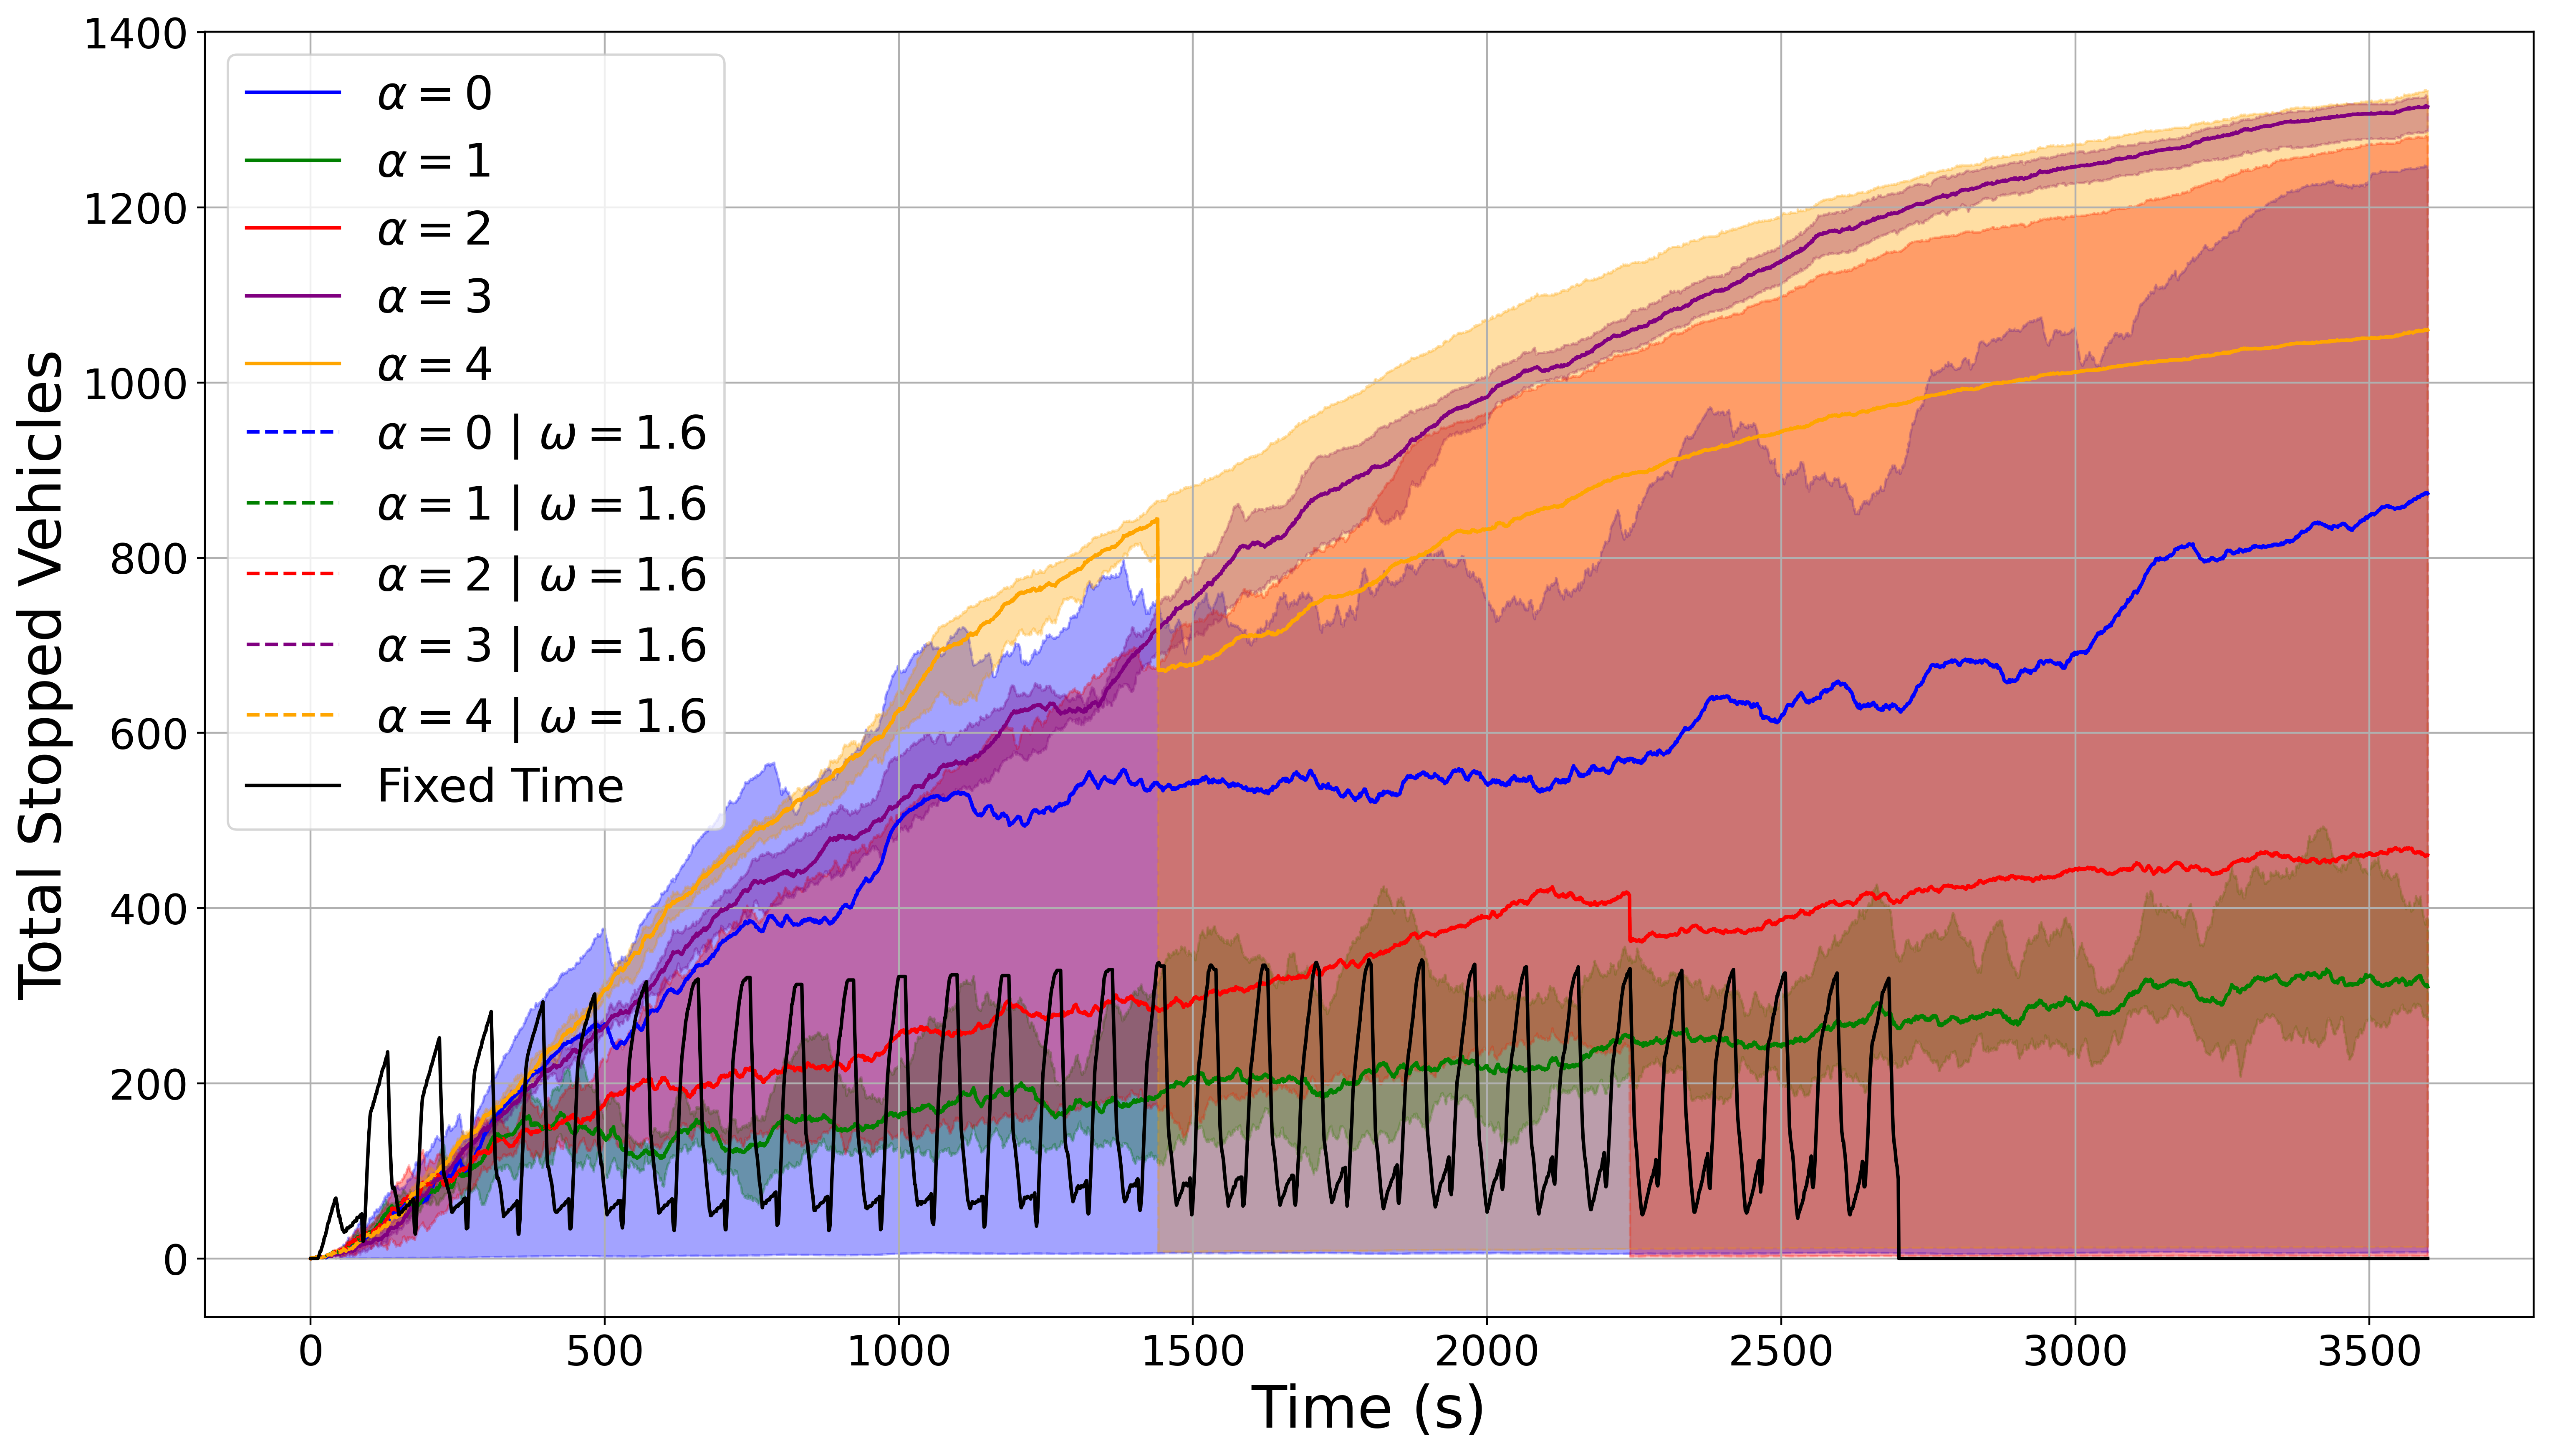 1400
1200
1000
800
600
400
200
0
Total Stopped Vehicles
α = 0
α = 1
α = 2
α = 3
α = 4
α = 0 | ω = 1.6
α = 1 | ω = 1.6
α = 2 | ω = 1.6
α = 3 | ω = 1.6
α = 4 | ω = 1.6
Fixed Time
0 500 1000 1500 2000 2500 3000 3500
Time (s)